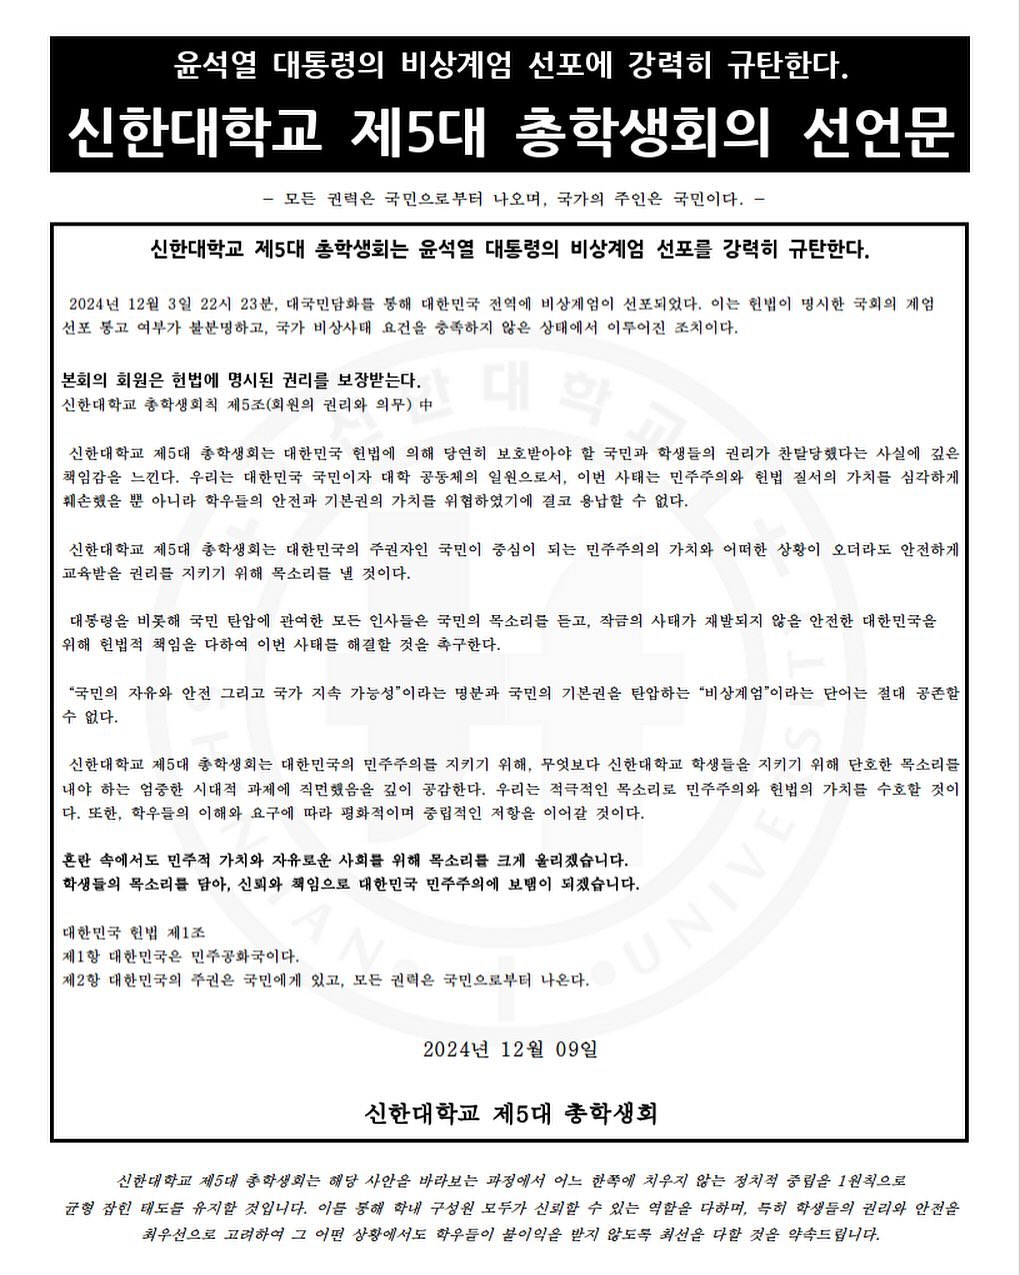 윤석열 대통령의 비상계엄 선포에 강력히 규탄한다.
신한대학교 제5대 총학생회의 선언문
– 모든 권력은 국민으로부터 나오며, 국가의 주인은 국민이다. –
신한대학교 제5대 총학생회는 윤석열 대통령의 비상계엄 선포를 강력히 규탄한다.
2024년 12월 3일 22시 23분, 대국민담화를 통해 대한민국 전역에 비상계엄이 선포되었다. 이는 헌법이 명시한 국회의 계엄
선포 통고 여부가 불분명하고, 국가 비상사태 요건을 충족하지 않은 상태에서 이루어진 조치이다.
본회의 회원은 헌법에 명시된 권리를 보장받는다.
신한대학교 총학생회칙 제5조(회원의 권리와 의무) 中
신한대학교 제5대 총학생회는 대한민국 헌법에 의해 당연히 보호받아야 할 국민과 학생들의 권리가 찬탈당했다는 사실에 깊은
책임감을 느낀다. 우리는 대한민국 국민이자 대학 공동체의 일원으로서, 이번 사태는 민주주의와 헌법 질서의 가치를 심각하게
훼손했을 뿐 아니라 학우들의 안전과 기본권의 가치를 위협하였기에 결코 용납할 수 없다.
신한대학교 제5대 총학생회는 대한민국의 주권자인 국민이 중심이 되는 민주주의의 가치와 어떠한 상황이 오더라도 안전하게
교육받을 권리를 지키기 위해 목소리를 낼 것이다.
대통령을 비롯해 국민 탄압에 관여한 모든 인사들은 국민의 목소리를 듣고, 작금의 사태가 재발되지 않을 안전한 대한민국을
위해 헌법적 책임을 다하여 이번 사태를 해결할 것을 촉구한다.
“국민의 자유와 안전 그리고 국가 지속 가능성”이라는 명분과 국민의 기본권을 탄압하는 “비상계엄”이라는 단어는 절대 공존할
수 없다.
신한대학교 제5대 총학생회는 대한민국의 민주주의를 지키기 위해, 무엇보다 신한대학교 학생들을 지키기 위해 단호한 목소리를
내야 하는 엄중한 시대적 과제에 직면했음을 깊이 공감한다. 우리는 적극적인 목소리로 민주주의와 헌법의 가치를 수호할 것이
다. 또한, 학우들의 이해와 요구에 따라 평화적이며 중립적인 저항을 이어갈 것이다.
혼란 속에서도 민주적 가치와 자유로운 사회를 위해 목소리를 크게 울리겠습니다.
학생들의 목소리를 담아, 신뢰와 책임으로 대한민국 민주주의에 보탬이 되겠습니다.
대한민국 헌법 제1조
제1항 대한민국은 민주공화국이다.
제2항 대한민국의 주권은 국민에게 있고, 모든 권력은 국민으로부터 나온다.
2024년 12월 09일
신한대학교 제5대 총학생회
신한대학교 제5대 총학생회는 해당 사안을 바라보는 과정에서 어느 한쪽에 치우지 않는 정치적 중립을 1원칙으로
균형 잡힌 태도를 유지할 것입니다. 이를 통해 학내 구성원 모두가 신뢰할 수 있는 역할을 다하며, 특히 학생들의 권리와 안전을
최우선으로 고려하여 그 어떤 상황에서도 학우들이 불이익을 받지 않도록 최선을 다할 것을 약속드립니다.
신한대학교
SHINHAN UNIVERSITY